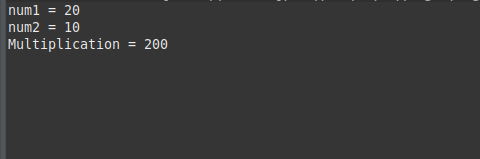 num1 = 20
num2 = 10
Multiplication = 200